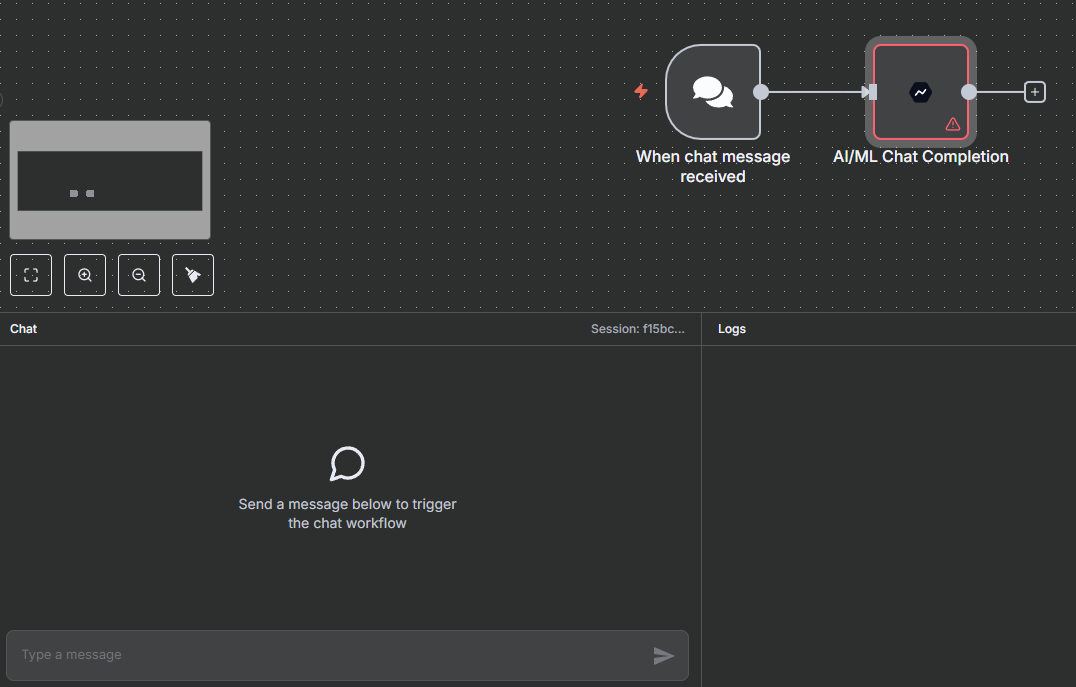 When chat message
received
AI/ML Chat Completion
Chat
Session: f15bc...
Logs
Send a message below to trigger
the chat workflow
Type a message